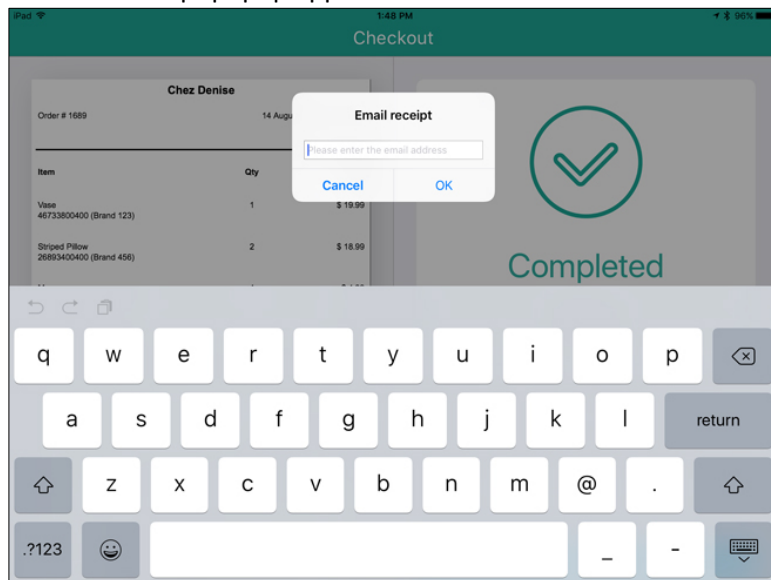 iPad 1:48 PM 96%
Checkout
Chez Denise
Order # 1689 14 Augu
Email receipt
Please enter the email address
Cancel OK
Item Qty
Vase 1 $ 19.99
46733800400 (Brand 123)
Striped Pillow 2 $ 18.99
26893400400 (Brand 456)
Completed
q w e r t y u i o p
a s d f g h j k l return
z x c v b n m @ .
.?123 _ -